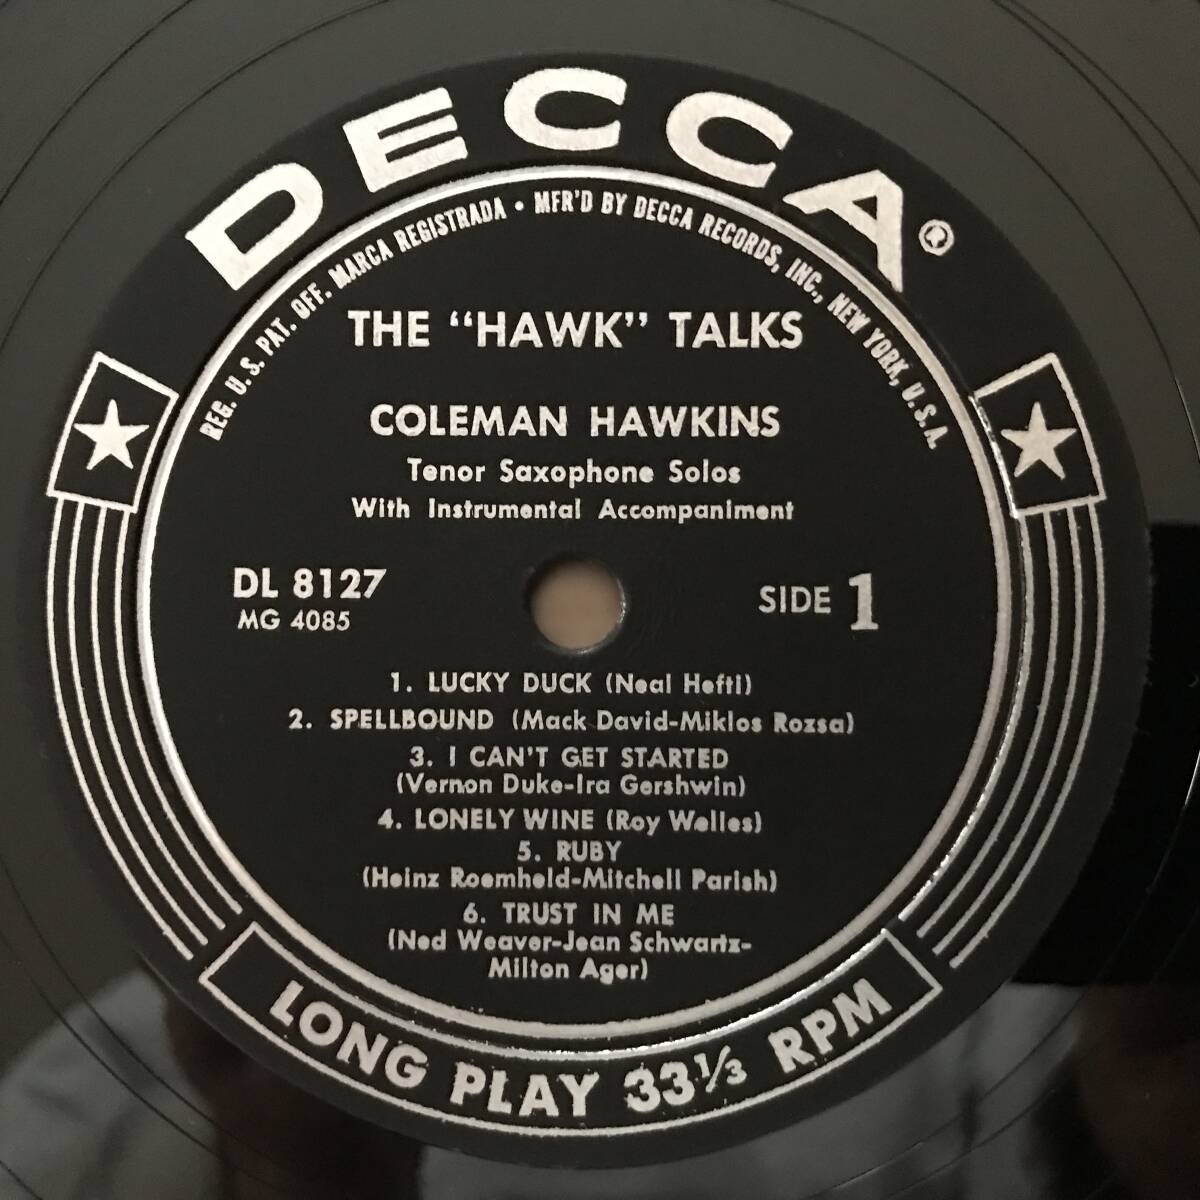 DECCA®
REG. U.S. PAT. OFF. MARCA REGISTRADA • MFR'D BY DECCA RECORDS, INC., NEW YORK, U.S.A.
THE “HAWK” TALKS
COLEMAN HAWKINS
Tenor Saxophone Solos
With Instrumental Accompaniment
DL 8127
MG 4085
SIDE 1
1. LUCKY DUCK (Neal Hefti)
2. SPELLBOUND (Mack David-Miklos Rozsa)
3. I CAN'T GET STARTED
(Vernon Duke-Ira Gershwin)
4. LONELY WINE (Roy Welles)
5. RUBY
(Heinz Roemheld-Mitchell Parish)
6. TRUST IN ME
(Ned Weaver-Jean Schwartz-
Milton Ager)
LONG PLAY 33⅓ RPM